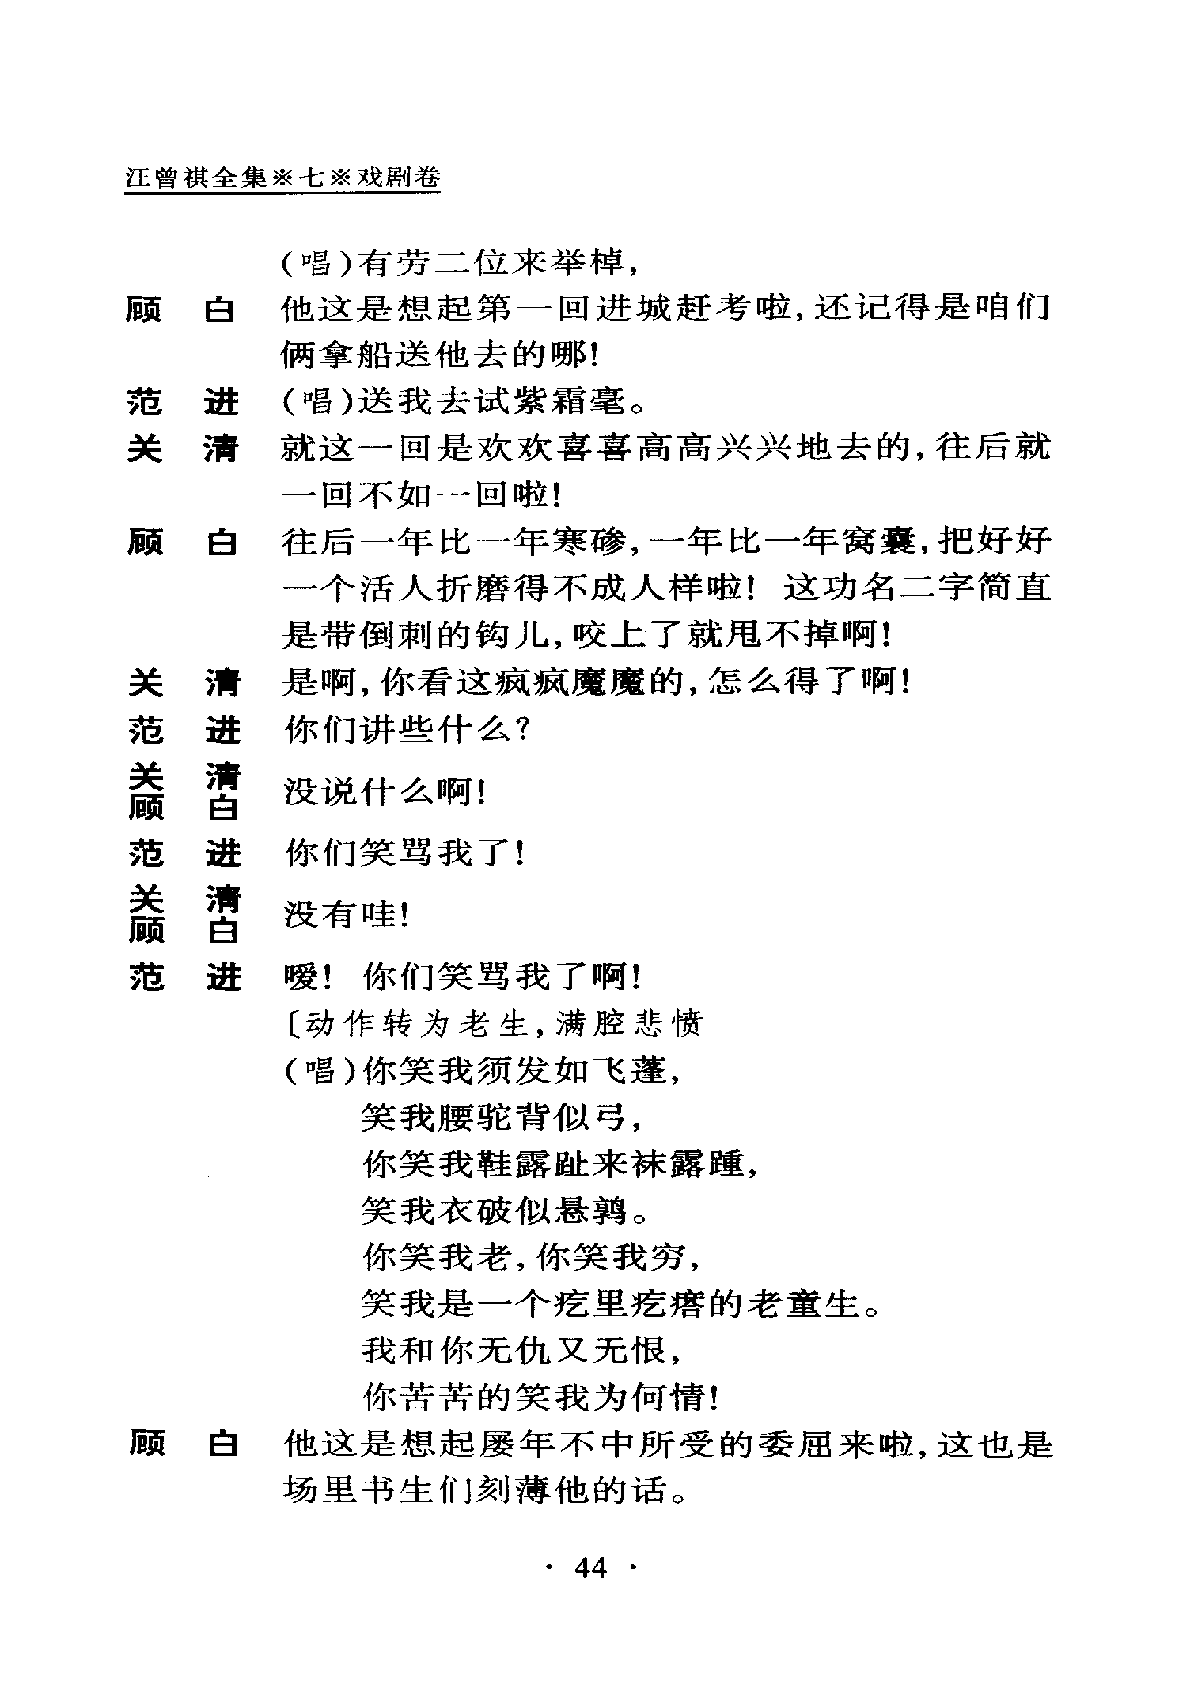 汪曾祺全集※七※戏剧卷
(唱)有劳二位来举棹，
顾　白　他这是想起第一回进城赶考啦，还记得是咱们
俩拿船送他去的哪！
范　进　(唱)送我去试紫霜毫。
关　清　就这一回是欢欢喜喜高高兴兴地去的，往后就
一回不如一回啦！
顾　白　往后一年比一年寒碜，一年比一年窝囊，把好好
一个活人折磨得不成人样啦！ 这功名二字简直
是带倒刺的钩儿，咬上了就甩不掉啊！
关　清　是啊，你看这疯疯魔魔的，怎么得了啊！
范　进　你们讲些什么？
关　清
顾　白
没说什么啊！
范　进　你们笑骂我了！
关　清
顾　白
没有哇！
范　进　嗳！ 你们笑骂我了啊！
〔动作转为老生，满腔悲愤
(唱)你笑我须发如飞蓬，
笑我腰驼背似弓，
你笑我鞋露趾来袜露踵，
笑我衣破似悬鹑。
你笑我老，你笑我穷，
笑我是一个疙里疙瘩的老童生。
我和你无仇又无恨，
你苦苦的笑我为何情！
顾　白　他这是想起屡年不中所受的委屈来啦，这也是
场里书生们刻薄他的话。
· 44 ·